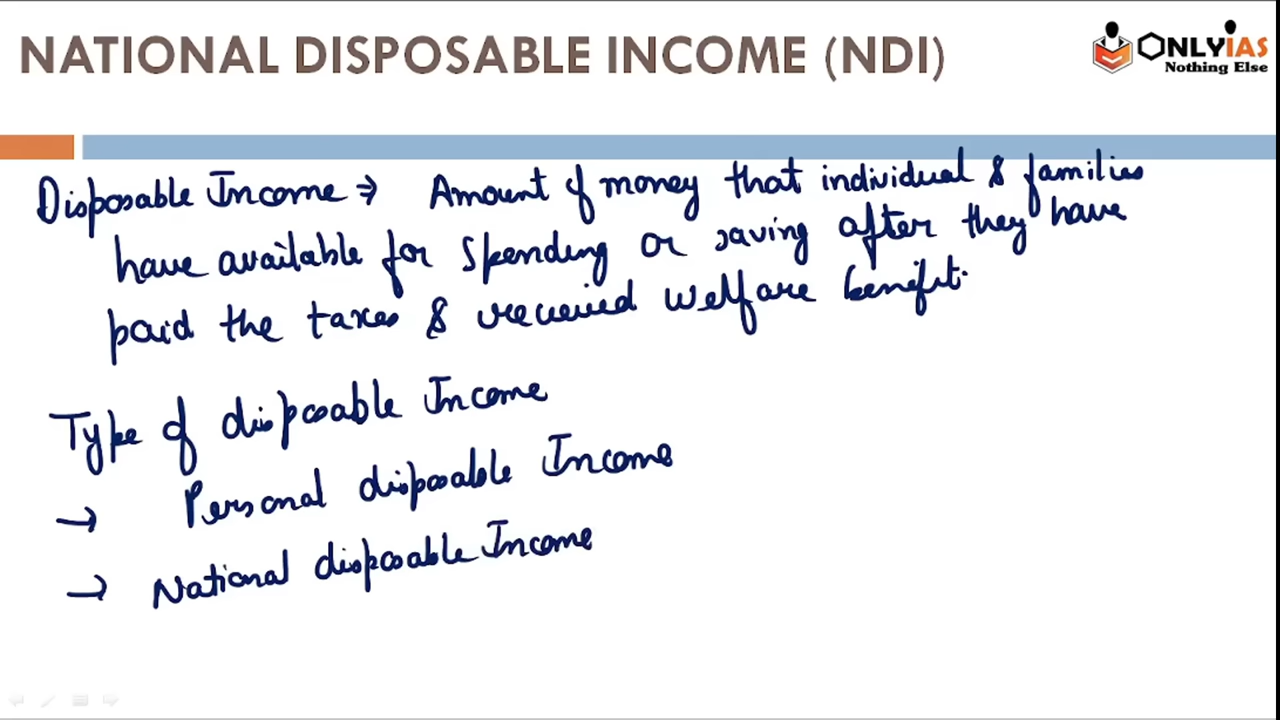 NATIONAL DISPOSABLE INCOME (NDI)
ONLYIAS
Nothing Else
Disposable Income ⇒ Amount of money that individual & families
have available for spending or saving after they have
paid the taxes & received welfare benefit.
Type of disposable Income
→ Personal disposable Income
→ National disposable Income